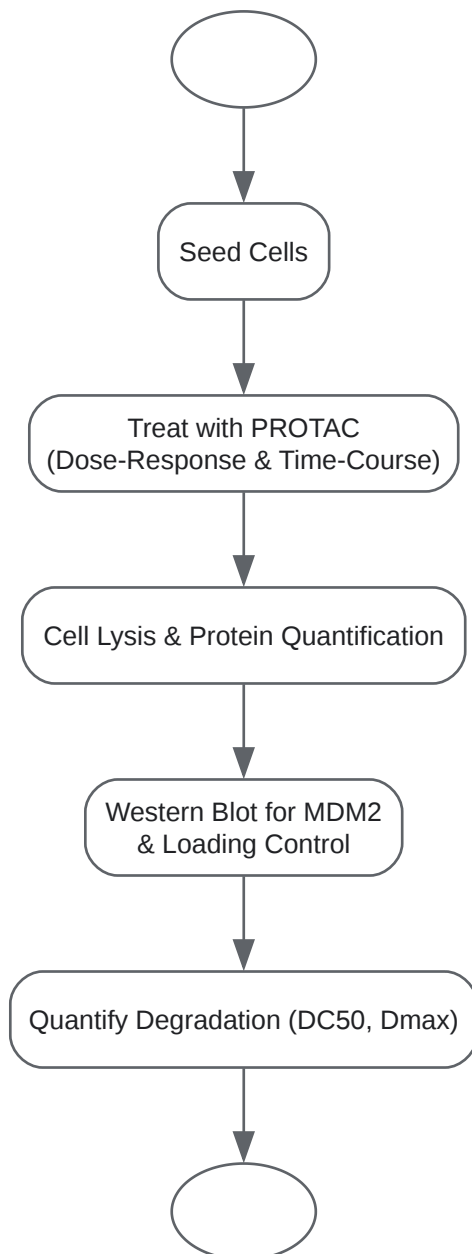 Seed Cells
Treat with PROTAC
(Dose-Response & Time-Course)
Cell Lysis & Protein Quantification
Western Blot for MDM2
& Loading Control
Quantify Degradation (DC50, Dmax)